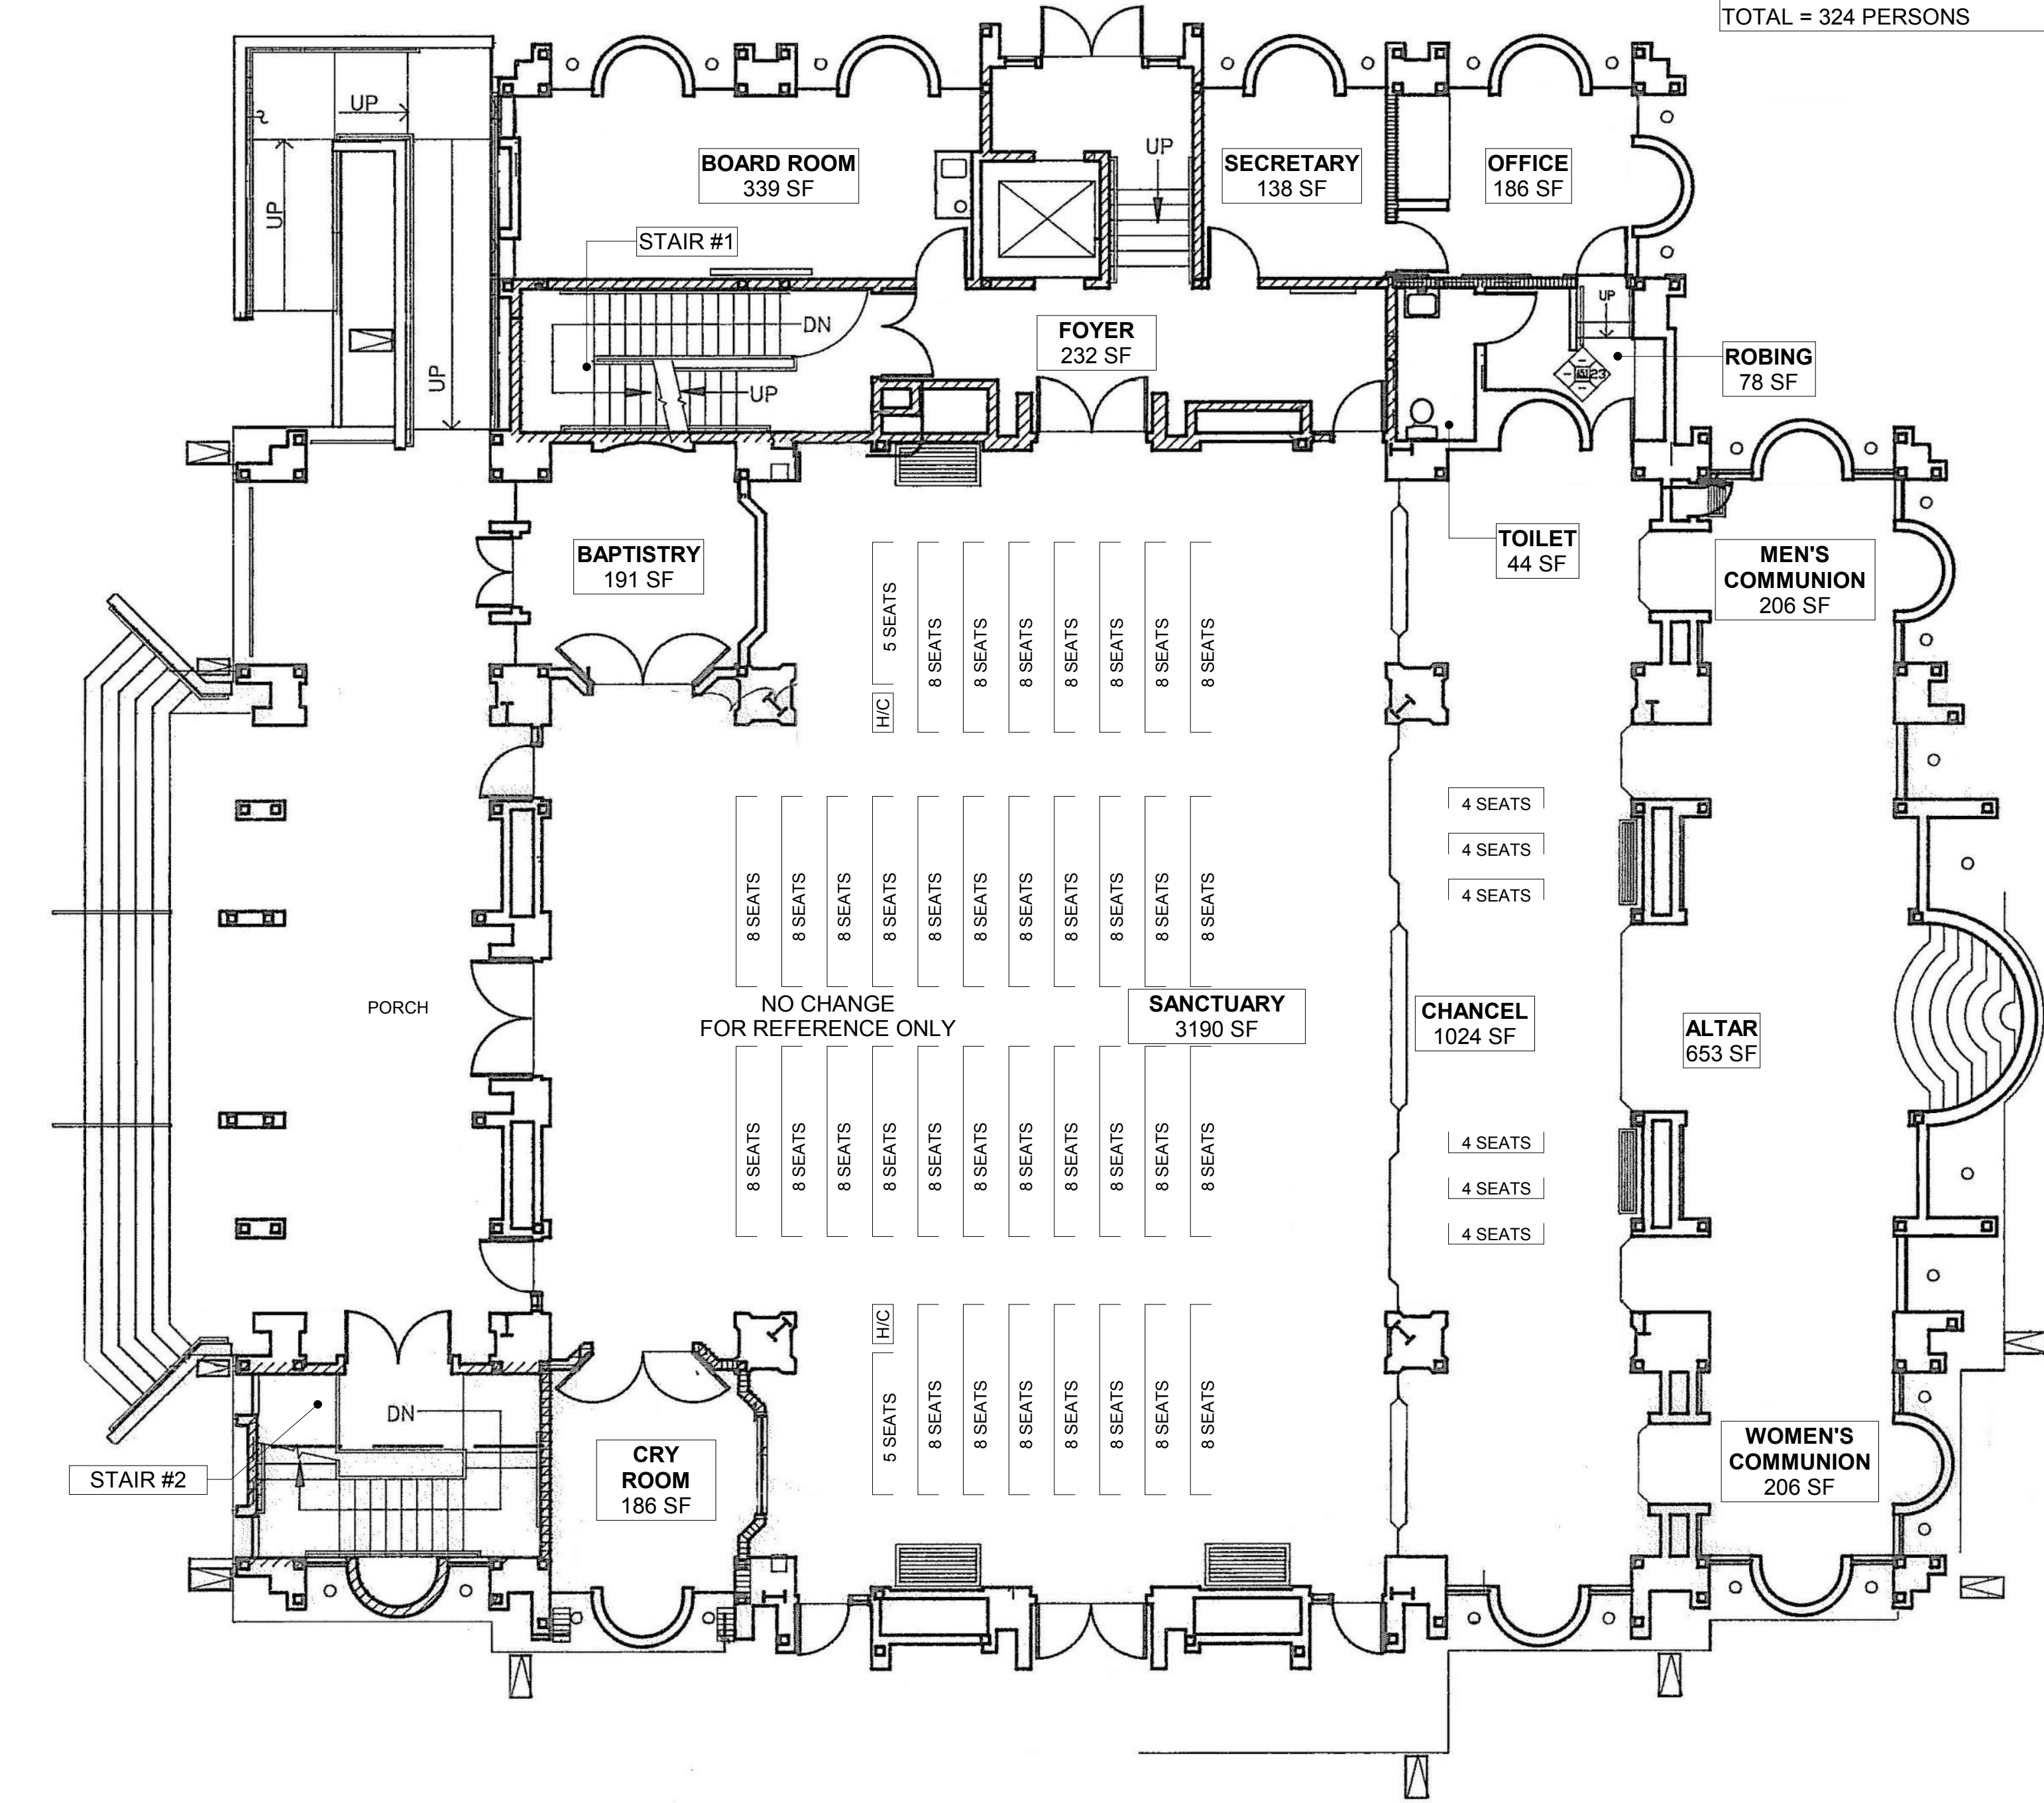 TOTAL = 324 PERSONS
UP
UP
UP
UP
BOARD ROOM
339 SF
SECRETARY
138 SF
OFFICE
186 SF
STAIR #1
DN
UP
FOYER
232 SF
UP
ROBING
78 SF
BAPTISTRY
191 SF
TOILET
44 SF
MEN'S
COMMUNION
206 SF
5 SEATS
8 SEATS
8 SEATS
8 SEATS
8 SEATS
8 SEATS
8 SEATS
8 SEATS
H/C
4 SEATS
4 SEATS
4 SEATS
8 SEATS
8 SEATS
8 SEATS
8 SEATS
8 SEATS
8 SEATS
8 SEATS
8 SEATS
8 SEATS
8 SEATS
8 SEATS
PORCH
NO CHANGE
FOR REFERENCE ONLY
SANCTUARY
3190 SF
CHANCEL
1024 SF
ALTAR
653 SF
8 SEATS
8 SEATS
8 SEATS
8 SEATS
8 SEATS
8 SEATS
8 SEATS
8 SEATS
8 SEATS
8 SEATS
8 SEATS
4 SEATS
4 SEATS
4 SEATS
H/C
5 SEATS
8 SEATS
8 SEATS
8 SEATS
8 SEATS
8 SEATS
8 SEATS
8 SEATS
DN
STAIR #2
CRY
ROOM
186 SF
WOMEN'S
COMMUNION
206 SF